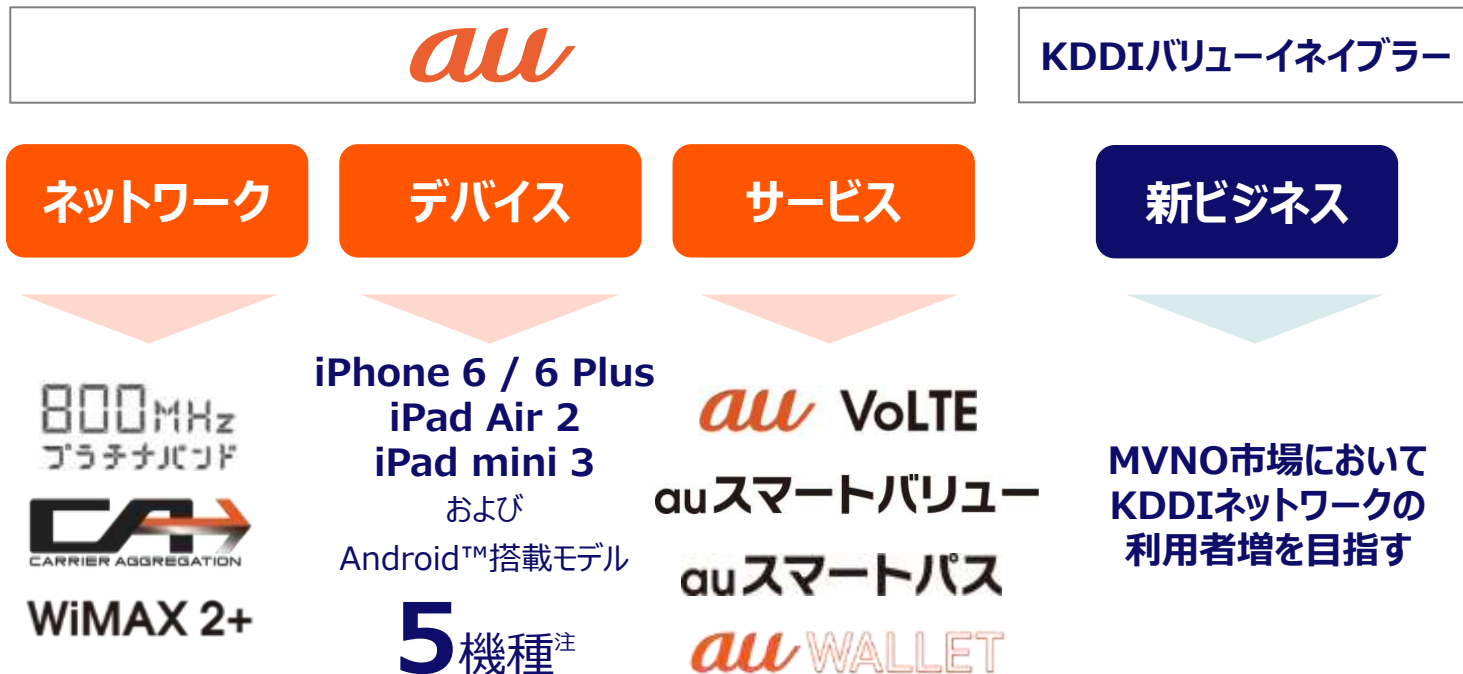 au
KDDIバリューイネイブラー
ネットワーク
デバイス
サービス
新ビジネス
800MHz
プラチナバンド
CA
CARRIER AGGREGATION
WiMAX 2+
iPhone 6 / 6 Plus
iPad Air 2
iPad mini 3
および
Android™搭載モデル
5機種注
au VoLTE
auスマートバリュー
auスマートパス
au WALLET
MVNO市場において
KDDIネットワークの
利用者増を目指す